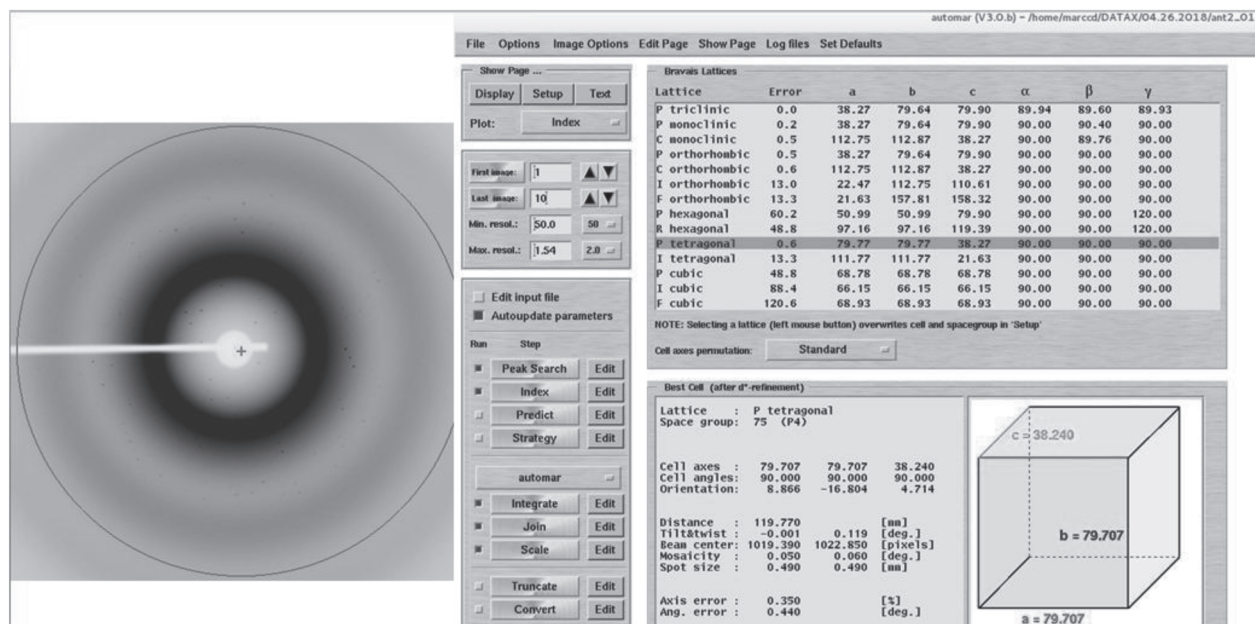 automar (V3.0.b) - /home/marccd/DATAX/04.26.2018/ant2_01
File Options Image Options Edit Page Show Page Log files Set Defaults
Show Page ...
Display Setup Text
Plot: Index
First image: 1
Last image: 10
Min. resol.: 50.0 50
Max. resol.: 1.54 2.0
Edit input file
Autoupdate parameters
Run Step
Peak Search Edit
Index Edit
Predict Edit
Strategy Edit
automar
Integrate Edit
Join Edit
Scale Edit
Truncate Edit
Convert Edit
Bravais Lattices
Lattice Error a b c α β γ
P triclinic 0.0 38.27 79.64 79.90 89.94 89.60 89.93
P monoclinic 0.2 38.27 79.64 79.90 90.00 90.40 90.00
C monoclinic 0.5 112.75 112.87 38.27 90.00 89.76 90.00
P orthorhombic 0.5 38.27 79.64 79.90 90.00 90.00 90.00
C orthorhombic 0.6 112.75 112.87 38.27 90.00 90.00 90.00
I orthorhombic 13.0 22.47 112.75 110.61 90.00 90.00 90.00
F orthorhombic 13.3 21.63 157.81 158.32 90.00 90.00 90.00
P hexagonal 60.2 50.99 50.99 79.90 90.00 90.00 120.00
R hexagonal 48.8 97.16 97.16 119.39 90.00 90.00 120.00
P tetragonal 0.6 79.77 79.77 38.27 90.00 90.00 90.00
I tetragonal 13.3 111.77 111.77 21.63 90.00 90.00 90.00
P cubic 48.8 68.78 68.78 68.78 90.00 90.00 90.00
I cubic 88.4 66.15 66.15 66.15 90.00 90.00 90.00
F cubic 120.6 68.93 68.93 68.93 90.00 90.00 90.00
NOTE: Selecting a lattice (left mouse button) overwrites cell and spacegroup in 'Setup'
Cell axes permutation: Standard
Best Cell (after d*-refinement)
Lattice : P tetragonal
Space group: 75 (P4)
Cell axes : 79.707 79.707 38.240
Cell angles: 90.000 90.000 90.000
Orientation: 8.866 -16.804 4.714
Distance : 119.770 [mm]
Tilt&twist : -0.001 0.119 [deg.]
Beam center: 1019.390 1022.850 [pixels]
Mosaicity : 0.050 0.060 [deg.]
Spot size : 0.490 0.490 [mm]
Axis error : 0.350 [%]
Ang. error : 0.440 [deg.]
c = 38.240
b = 79.707
a = 79.707